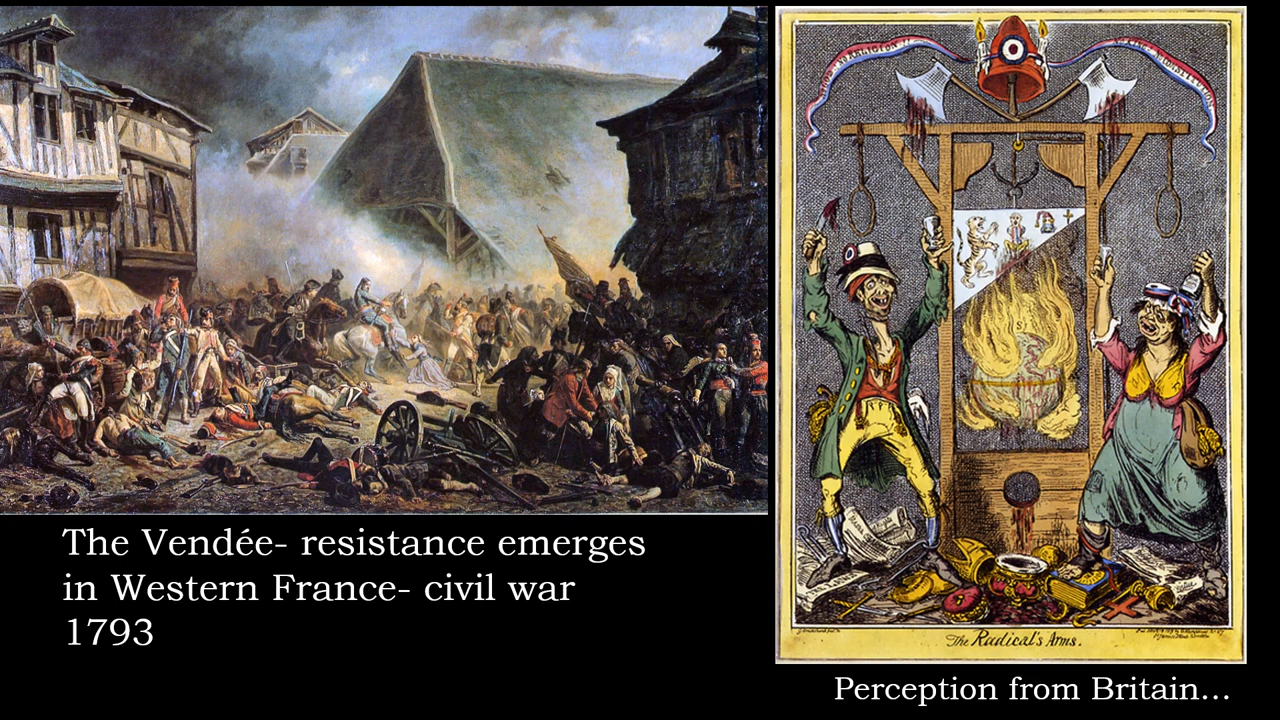 The Vendée- resistance emerges
in Western France- civil war
1793
The Radical's Arms.
Perception from Britain...